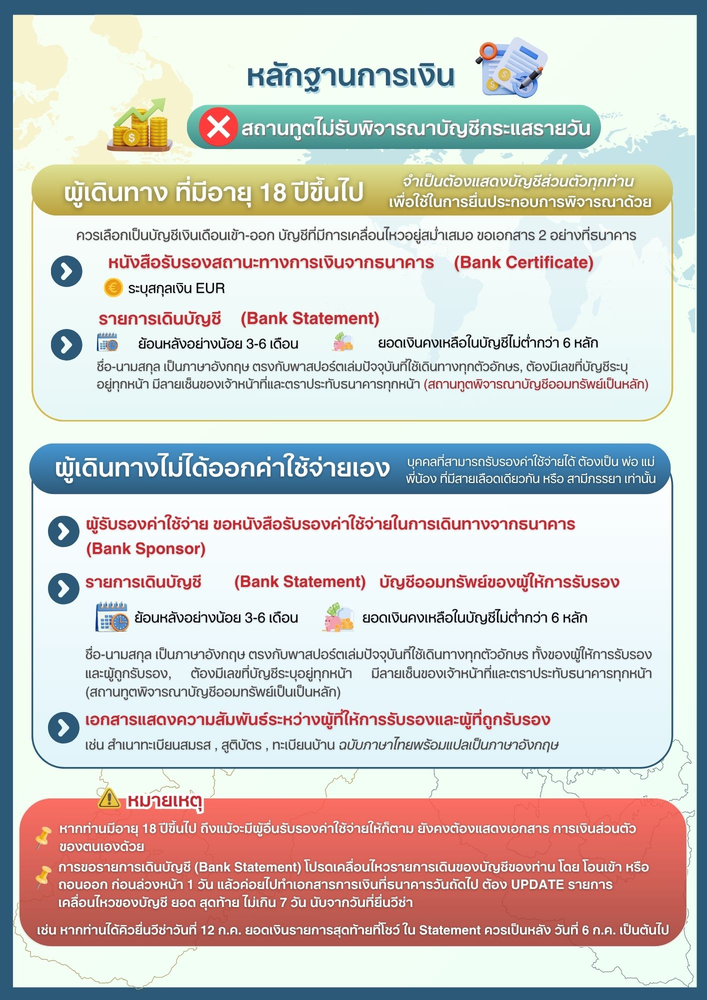 หลักฐานการเงิน
สถานทูตไม่รับพิจารณาบัญชีกระแสรายวัน
ผู้เดินทาง ที่มีอายุ 18 ปีขึ้นไป
จำเป็นต้องแสดงบัญชีส่วนตัวทุกท่าน
เพื่อใช้ในการยื่นประกอบการพิจารณาด้วย
ควรเลือกเป็นบัญชีเงินเดือนเข้า-ออก บัญชีที่มีการเคลื่อนไหวอยู่สม่ำเสมอ ขอเอกสาร 2 อย่างที่ธนาคาร
หนังสือรับรองสถานะทางการเงินจากธนาคาร (Bank Certificate)
ระบุสกุลเงิน EUR
รายการเดินบัญชี (Bank Statement)
ย้อนหลังอย่างน้อย 3-6 เดือน ยอดเงินคงเหลือในบัญชีไม่ต่ำกว่า 6 หลัก
ชื่อ-นามสกุล เป็นภาษาอังกฤษ ตรงกับพาสปอร์ตเล่มปัจจุบันที่ใช้เดินทางทุกตัวอักษร, ต้องมีเลขที่บัญชีระบุ
อยู่ทุกหน้า มีลายเซ็นของเจ้าหน้าที่และตราประทับธนาคารทุกหน้า (สถานทูตพิจารณาบัญชีออมทรัพย์เป็นหลัก)
ผู้เดินทางไม่ได้ออกค่าใช้จ่ายเอง
บุคคลที่สามารถรับรองค่าใช้จ่ายได้ ต้องเป็น พ่อ แม่
พี่น้อง ที่มีสายเลือดเดียวกัน หรือ สามีภรรยา เท่านั้น
ผู้รับรองค่าใช้จ่าย ขอหนังสือรับรองค่าใช้จ่ายในการเดินทางจากธนาคาร
(Bank Sponsor)
รายการเดินบัญชี (Bank Statement) บัญชีออมทรัพย์ของผู้ให้การรับรอง
ย้อนหลังอย่างน้อย 3-6 เดือน ยอดเงินคงเหลือในบัญชีไม่ต่ำกว่า 6 หลัก
ชื่อ-นามสกุล เป็นภาษาอังกฤษ ตรงกับพาสปอร์ตเล่มปัจจุบันที่ใช้เดินทางทุกตัวอักษร ทั้งของผู้ให้การรับรอง
และผู้ถูกรับรอง, ต้องมีเลขที่บัญชีระบุอยู่ทุกหน้า มีลายเซ็นของเจ้าหน้าที่และตราประทับธนาคารทุกหน้า
(สถานทูตพิจารณาบัญชีออมทรัพย์เป็นเป็นหลัก)
เอกสารแสดงความสัมพันธ์ระหว่างผู้ที่ให้การรับรองและผู้ที่ถูกรับรอง
เช่น สำเนาทะเบียนสมรส , สูติบัตร , ทะเบียนบ้าน ฉบับภาษาไทยพร้อมแปลเป็นภาษาอังกฤษ
หมายเหตุ
หากท่านมีอายุ 18 ปีขึ้นไป ถึงแม้จะมีผู้อื่นรับรองค่าใช้จ่ายให้ก็ตาม ยังคงต้องแสดงเอกสาร การเงินส่วนตัว
ของตนเองด้วย
การขอรายการเดินบัญชี (Bank Statement) โปรดเคลื่อนไหวรายการเดินของบัญชีของท่าน โดย โอนเข้า หรือ
ถอนออก ก่อนล่วงหน้า 1 วัน แล้วค่อยไปทำเอกสารการเงินที่ธนาคารวันถัดไป ต้อง UPDATE รายการ
เคลื่อนไหวของบัญชี ยอด สุดท้าย ไม่เกิน 7 วัน นับจากวันที่ยื่นวีซ่า
เช่น หากท่านได้คิวยื่นวีซ่าวันที่ 12 ก.ค. ยอดเงินรายการสุดท้ายที่โชว์ ใน Statement ควรเป็นหลัง วันที่ 6 ก.ค. เป็นต้นไป